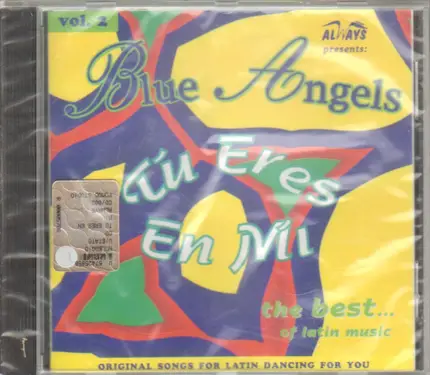 vol. 2
ALWAYS
presents:
Blue Angels
Tú Eres
En Mi
the best...
of latin music
ORIGINAL SONGS FOR LATIN DANCING FOR YOU